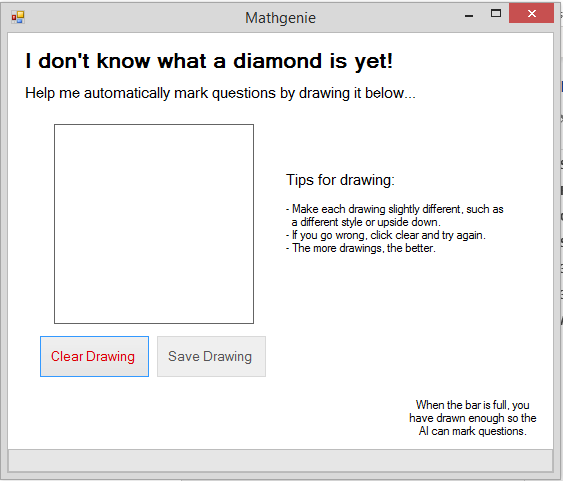 Mathgenie
I don't know what a diamond is yet!
Help me automatically mark questions by drawing it below...
Tips for drawing:
- Make each drawing slightly different, such as
a different style or upside down.
- If you go wrong, click clear and try again.
- The more drawings, the better.
Clear Drawing
Save Drawing
When the bar is full, you
have drawn enough so the
AI can mark questions.